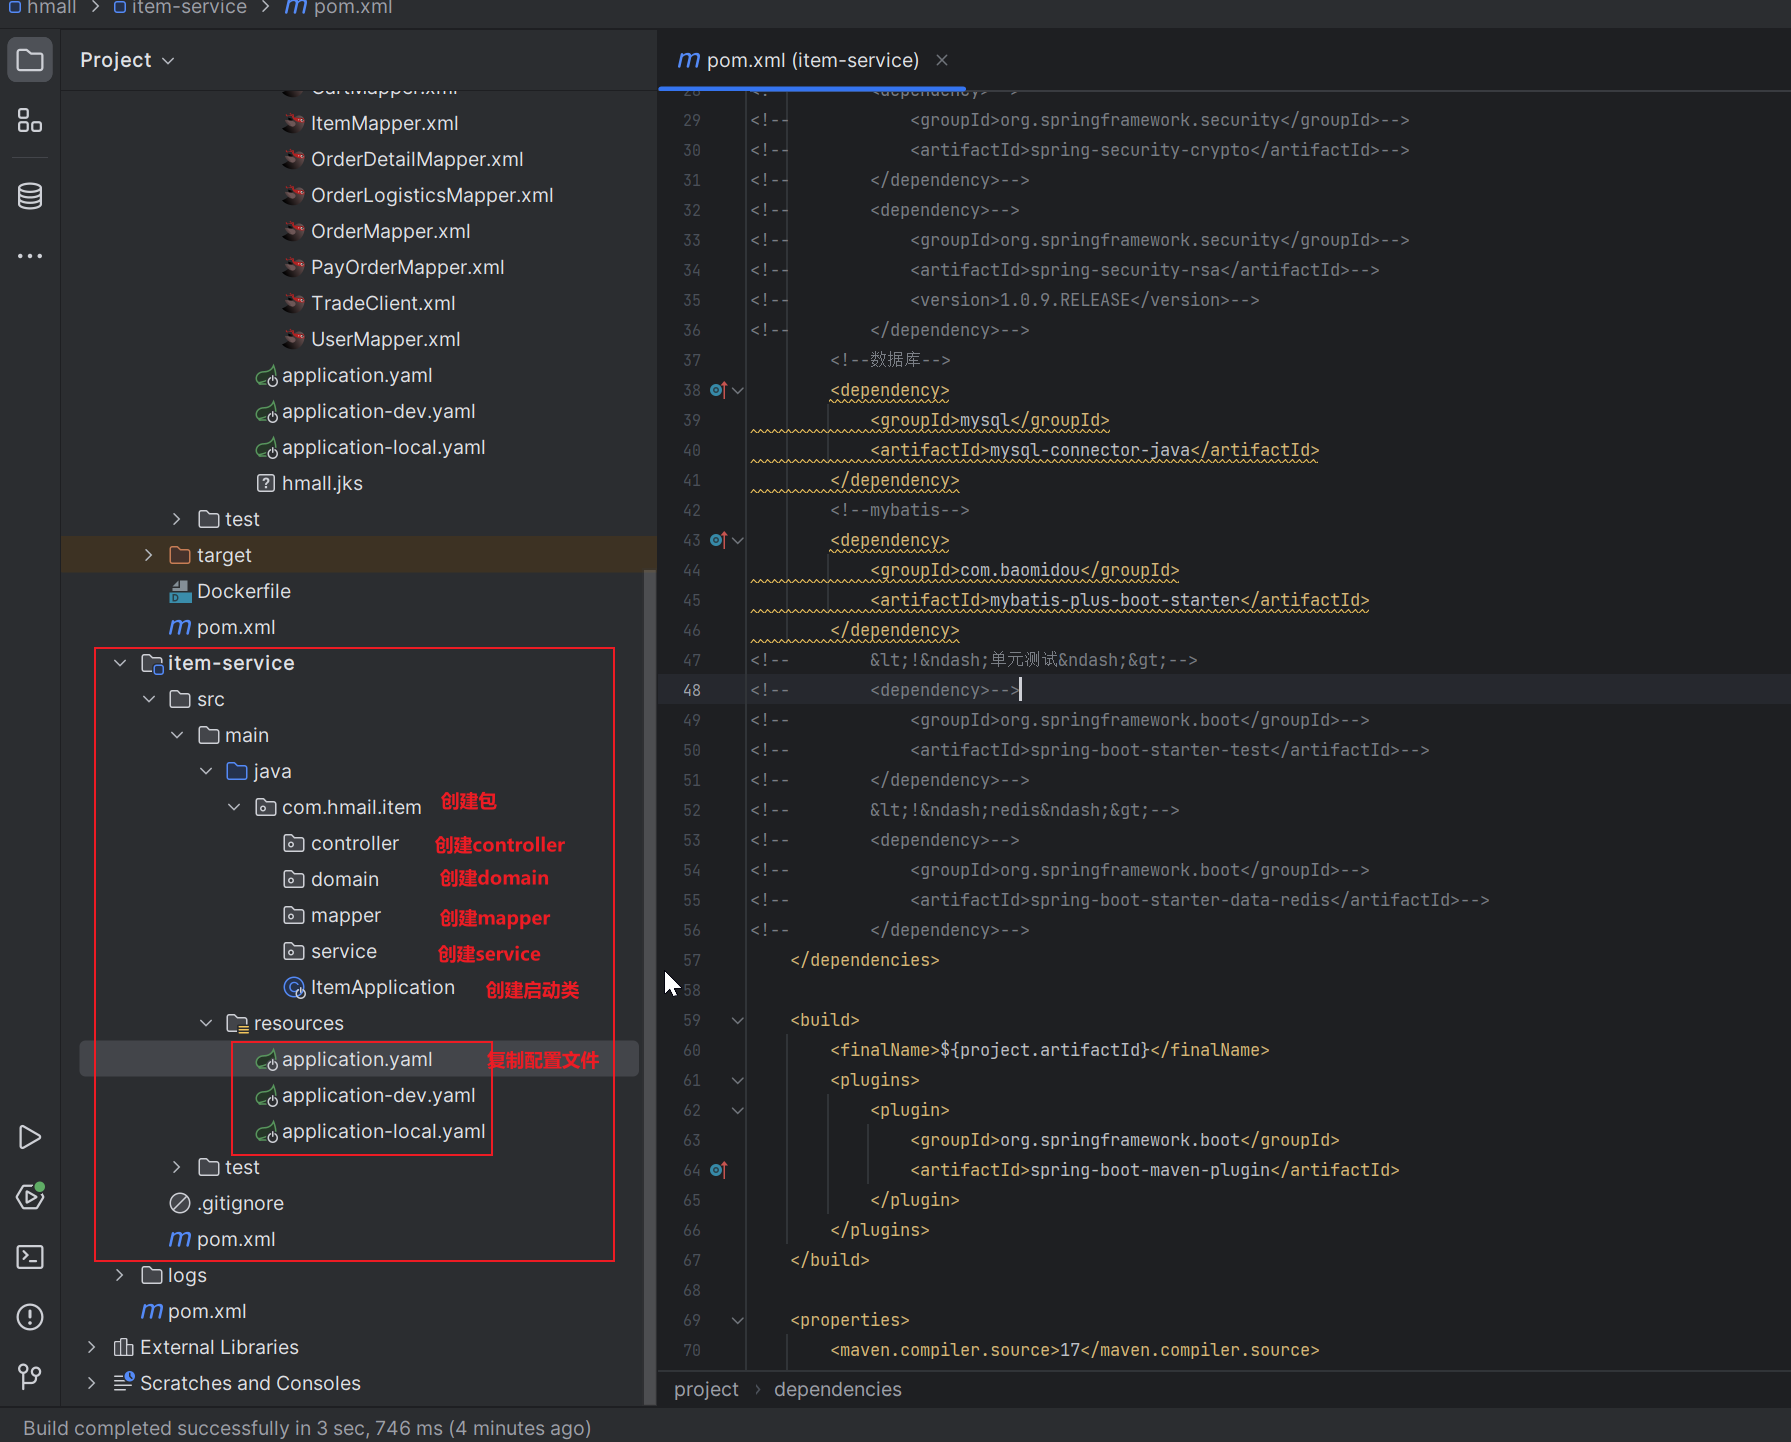 hmall > item-service > pom.xml
Project
CartMapper.xml
ItemMapper.xml
OrderDetailMapper.xml
OrderLogisticsMapper.xml
OrderMapper.xml
PayOrderMapper.xml
TradeClient.xml
UserMapper.xml
application.yaml
application-dev.yaml
application-local.yaml
hmall.jks
test
target
Dockerfile
pom.xml
item-service
src
main
java
com.hmail.item 创建包
controller 创建controller
domain 创建domain
mapper 创建mapper
service 创建service
ItemApplication 创建启动类
resources
application.yaml 复制配置文件
application-dev.yaml
application-local.yaml
test
.gitignore
pom.xml
logs
pom.xml
External Libraries
Scratches and Consoles
pom.xml (item-service)
28 <!-- <dependency>-->
29 <!-- <groupId>org.springframework.security</groupId>-->
30 <!-- <artifactId>spring-security-crypto</artifactId>-->
31 <!-- </dependency>-->
32 <!-- <dependency>-->
33 <!-- <groupId>org.springframework.security</groupId>-->
34 <!-- <artifactId>spring-security-rsa</artifactId>-->
35 <!-- <version>1.0.9.RELEASE</version>-->
36 <!-- </dependency>-->
37 <!--数据库-->
38 <dependency>
39 <groupId>mysql</groupId>
40 <artifactId>mysql-connector-java</artifactId>
41 </dependency>
42 <!--mybatis-->
43 <dependency>
44 <groupId>com.baomidou</groupId>
45 <artifactId>mybatis-plus-boot-starter</artifactId>
46 </dependency>
47 <!-- &lt;!&ndash;单元测试&ndash;&gt;-->
48 <!-- <dependency>-->
49 <!-- <groupId>org.springframework.boot</groupId>-->
50 <!-- <artifactId>spring-boot-starter-test</artifactId>-->
51 <!-- </dependency>-->
52 <!-- &lt;!&ndash;redis&ndash;&gt;-->
53 <!-- <dependency>-->
54 <!-- <groupId>org.springframework.boot</groupId>-->
55 <!-- <artifactId>spring-boot-starter-data-redis</artifactId>-->
56 <!-- </dependency>-->
57 </dependencies>
58
59 <build>
60 <finalName>${project.artifactId}</finalName>
61 <plugins>
62 <plugin>
63 <groupId>org.springframework.boot</groupId>
64 <artifactId>spring-boot-maven-plugin</artifactId>
65 </plugin>
66 </plugins>
67 </build>
68
69 <properties>
70 <maven.compiler.source>17</maven.compiler.source>
project > dependencies
Build completed successfully in 3 sec, 746 ms (4 minutes ago)